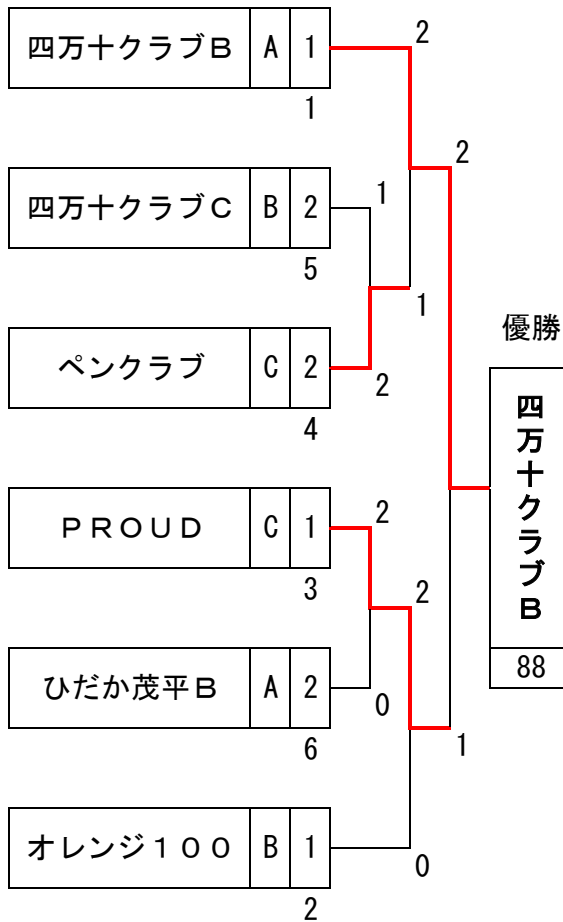 四万十クラブＢ A 1
2
1
2
四万十クラブＣ B 2
1
5
1
優勝
ペンクラブ C 2
2
4
四万十クラブＢ
88
ＰＲＯＵＤ C 1
2
3
2
ひだか茂平Ｂ A 2
0
6
1
オレンジ１００ B 1
0
2